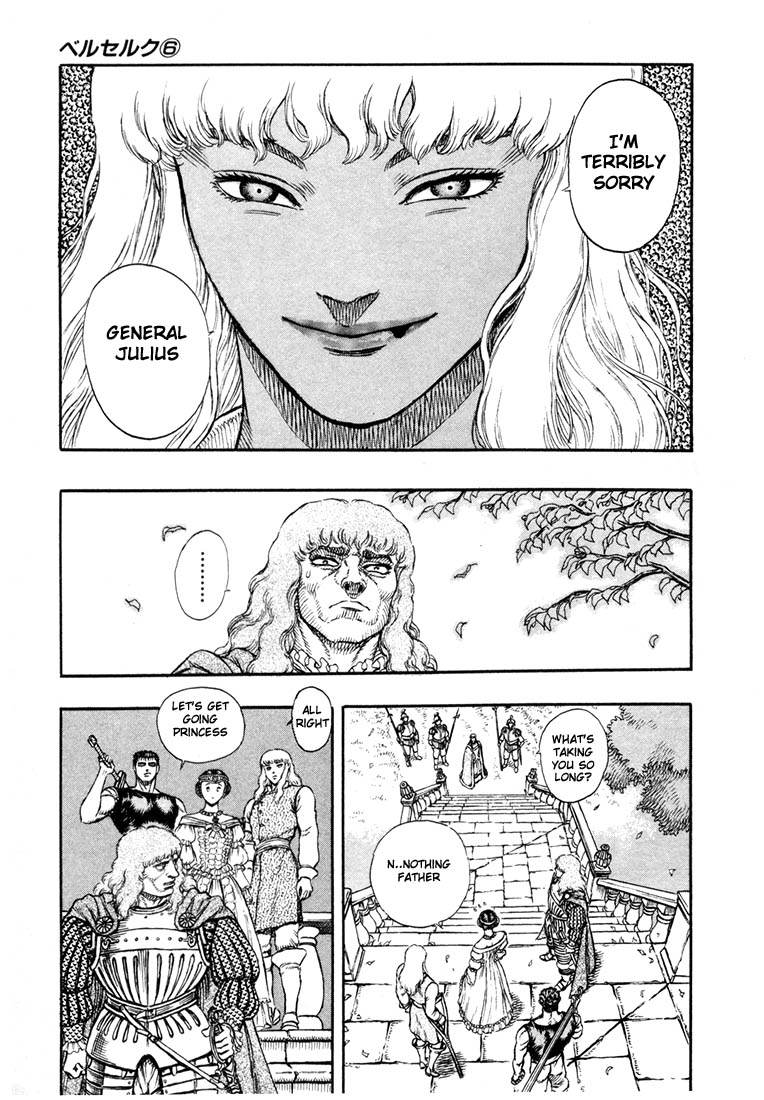 ベルセルク⑥
I'M
TERRIBLY
SORRY
GENERAL
JULIUS
........
WHAT'S
TAKING
YOU SO
LONG?
N..NOTHING
FATHER
ALL
RIGHT
LET'S GET
GOING
PRINCESS